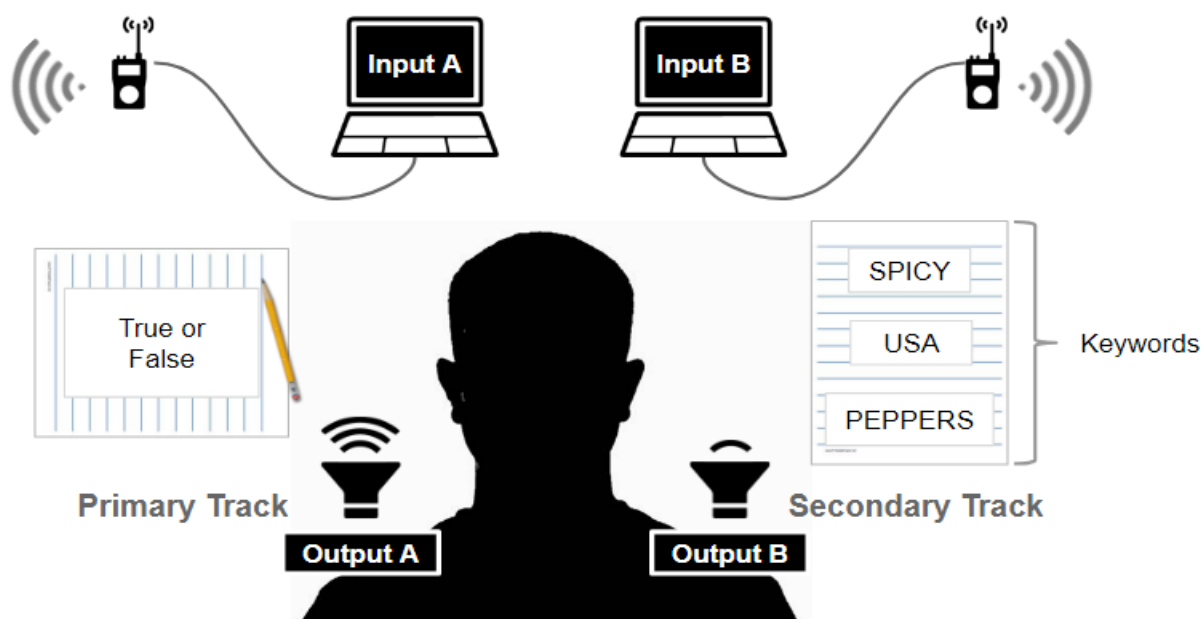 Input A
Input B
True or
False
SPICY
USA
PEPPERS
Keywords
Primary Track
Secondary Track
Output A
Output B